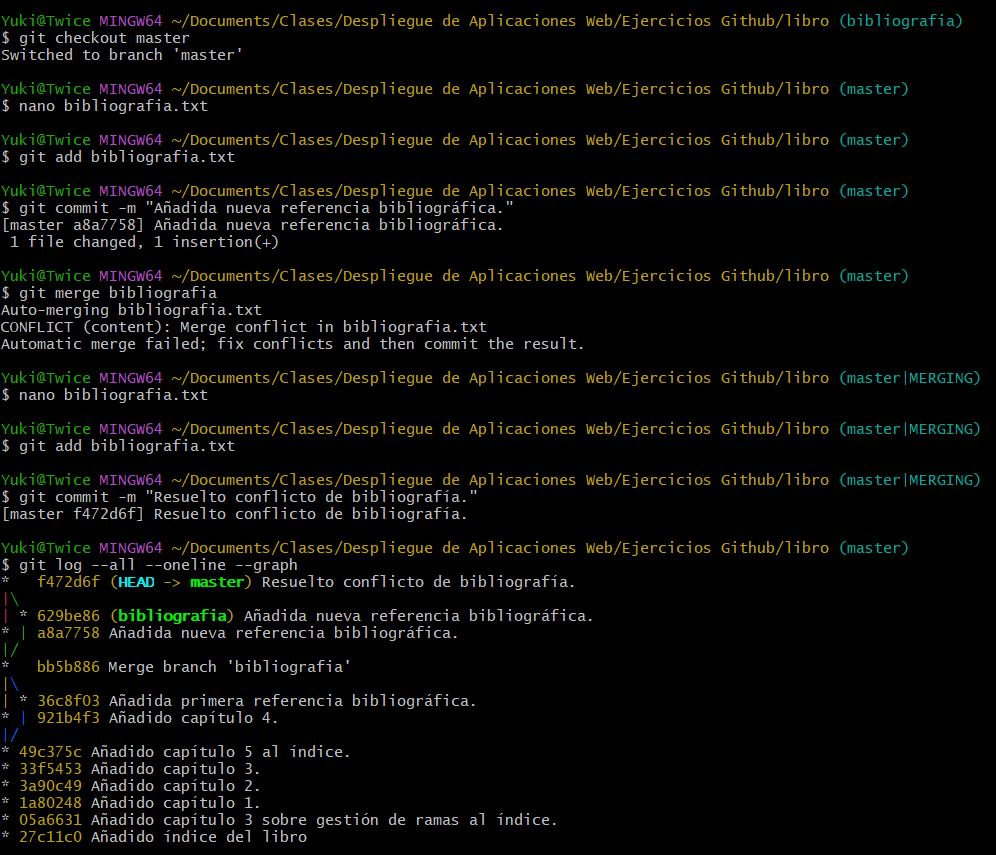 Yuki@Twice MINGW64 ~/Documents/Clases/Despliegue de Aplicaciones Web/Ejercicios Github/libro (bibliografia)
$ git checkout master
Switched to branch 'master'
Yuki@Twice MINGW64 ~/Documents/Clases/Despliegue de Aplicaciones Web/Ejercicios Github/libro (master)
$ nano bibliografia.txt
Yuki@Twice MINGW64 ~/Documents/Clases/Despliegue de Aplicaciones Web/Ejercicios Github/libro (master)
$ git add bibliografia.txt
Yuki@Twice MINGW64 ~/Documents/Clases/Despliegue de Aplicaciones Web/Ejercicios Github/libro (master)
$ git commit -m "Añadida nueva referencia bibliográfica."
[master a8a7758] Añadida nueva referencia bibliográfica.
 1 file changed, 1 insertion(+)
Yuki@Twice MINGW64 ~/Documents/Clases/Despliegue de Aplicaciones Web/Ejercicios Github/libro (master)
$ git merge bibliografia
Auto-merging bibliografia.txt
CONFLICT (content): Merge conflict in bibliografia.txt
Automatic merge failed; fix conflicts and then commit the result.
Yuki@Twice MINGW64 ~/Documents/Clases/Despliegue de Aplicaciones Web/Ejercicios Github/libro (master|MERGING)
$ nano bibliografia.txt
Yuki@Twice MINGW64 ~/Documents/Clases/Despliegue de Aplicaciones Web/Ejercicios Github/libro (master|MERGING)
$ git add bibliografia.txt
Yuki@Twice MINGW64 ~/Documents/Clases/Despliegue de Aplicaciones Web/Ejercicios Github/libro (master|MERGING)
$ git commit -m "Resuelto conflicto de bibliografía."
[master f472d6f] Resuelto conflicto de bibliografía.
Yuki@Twice MINGW64 ~/Documents/Clases/Despliegue de Aplicaciones Web/Ejercicios Github/libro (master)
$ git log --all --oneline --graph
*   f472d6f (HEAD -> master) Resuelto conflicto de bibliografía.
|\
| * 629be86 (bibliografia) Añadida nueva referencia bibliográfica.
* | a8a7758 Añadida nueva referencia bibliográfica.
|/
*   bb5b886 Merge branch 'bibliografia'
|\
| * 36c8f03 Añadida primera referencia bibliográfica.
* | 921b4f3 Añadido capítulo 4.
|/
* 49c375c Añadido capítulo 5 al índice.
* 33f5453 Añadido capítulo 3.
* 3a90c49 Añadido capítulo 2.
* 1a80248 Añadido capítulo 1.
* 05a6631 Añadido capítulo 3 sobre gestión de ramas al índice.
* 27c11c0 Añadido índice del libro